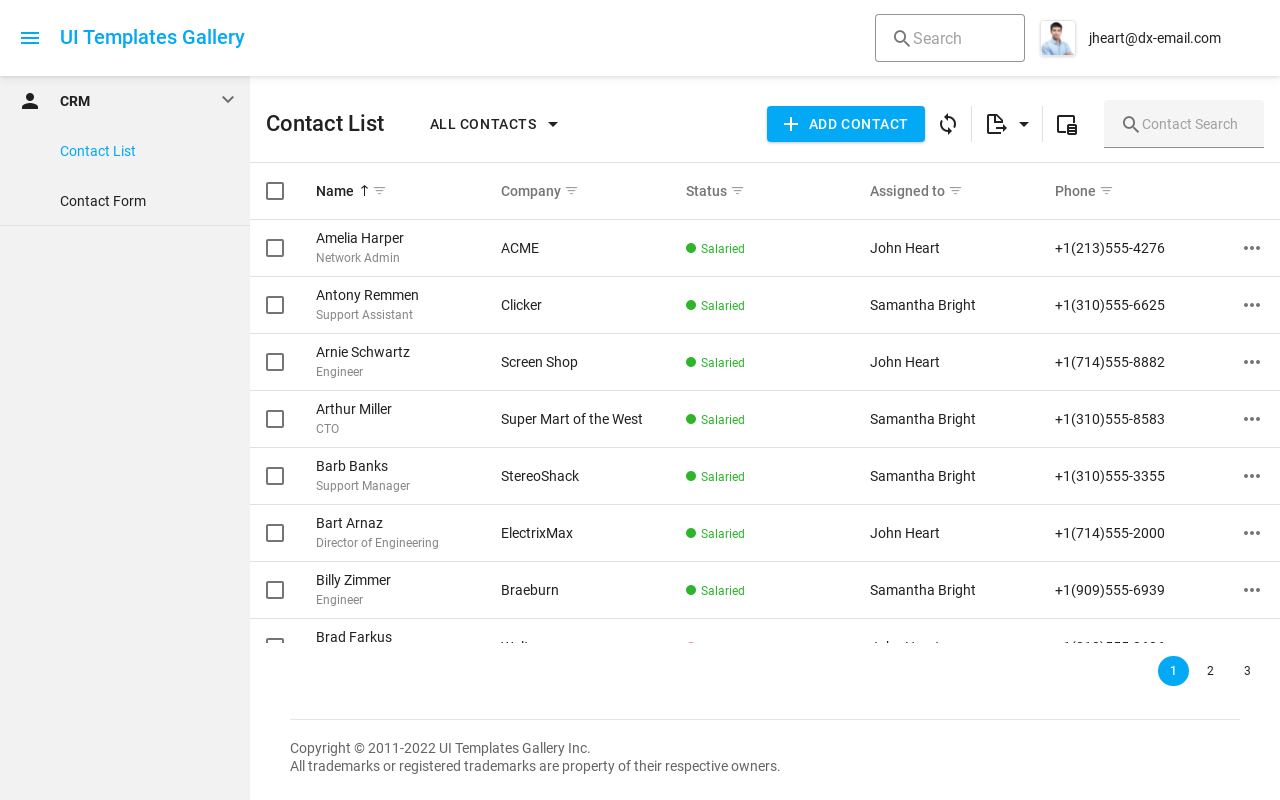 UI Templates Gallery
Search
jheart@dx-email.com
CRM
Contact List
Contact Form
Contact List
ALL CONTACTS
ADD CONTACT
Contact Search
Name Company Status Assigned to Phone
Amelia Harper
Network Admin
ACME Salaried John Heart +1(213)555-4276
Antony Remmen
Support Assistant
Clicker Salaried Samantha Bright +1(310)555-6625
Arnie Schwartz
Engineer
Screen Shop Salaried John Heart +1(714)555-8882
Arthur Miller
CTO
Super Mart of the West Salaried Samantha Bright +1(310)555-8583
Barb Banks
Support Manager
StereoShack Salaried Samantha Bright +1(310)555-3355
Bart Arnaz
Director of Engineering
ElectrixMax Salaried John Heart +1(714)555-2000
Billy Zimmer
Engineer
Braeburn Salaried Samantha Bright +1(909)555-6939
Brad Farkus
1 2 3
Copyright © 2011-2022 UI Templates Gallery Inc.
All trademarks or registered trademarks are property of their respective owners.